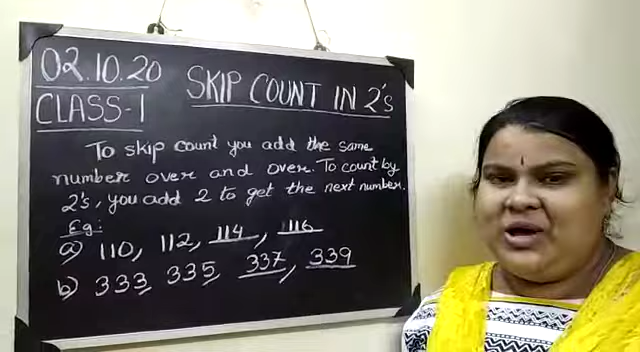 02.10.20
CLASS-1
SKIP COUNT IN 2's
To skip count you add the same
number over and over. To count by
2's, you add 2 to get the next number.
Eg:
a) 110, 112, 114, 116
b) 333 335, 337, 339